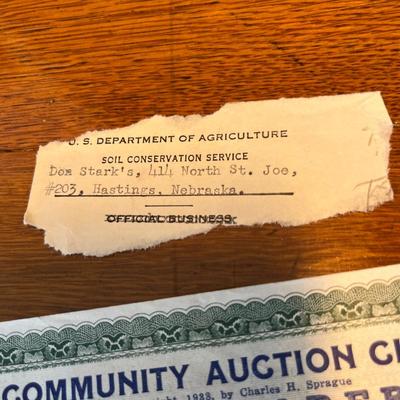 U. S. DEPARTMENT OF AGRICULTURE
SOIL CONSERVATION SERVICE
Dom Stark's, 414 North St. Joe,
#203, Hastings, Nebraska.
OFFICIAL BUSINESS
COMMUNITY AUCTION
1933, by Charles H. Sprague